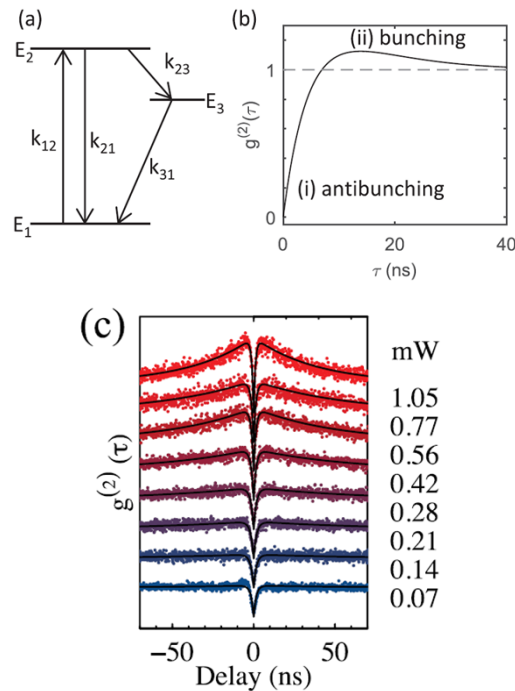 (a)
E2
k23
E3
k12
k21
k31
E1
(b)
(ii) bunching
1
g(2)(τ)
(i) antibunching
0
0
20
40
τ (ns)
(c)
mW
1.05
0.77
0.56
0.42
0.28
0.21
0.14
0.07
g(2) (τ)
−50
0
50
Delay (ns)